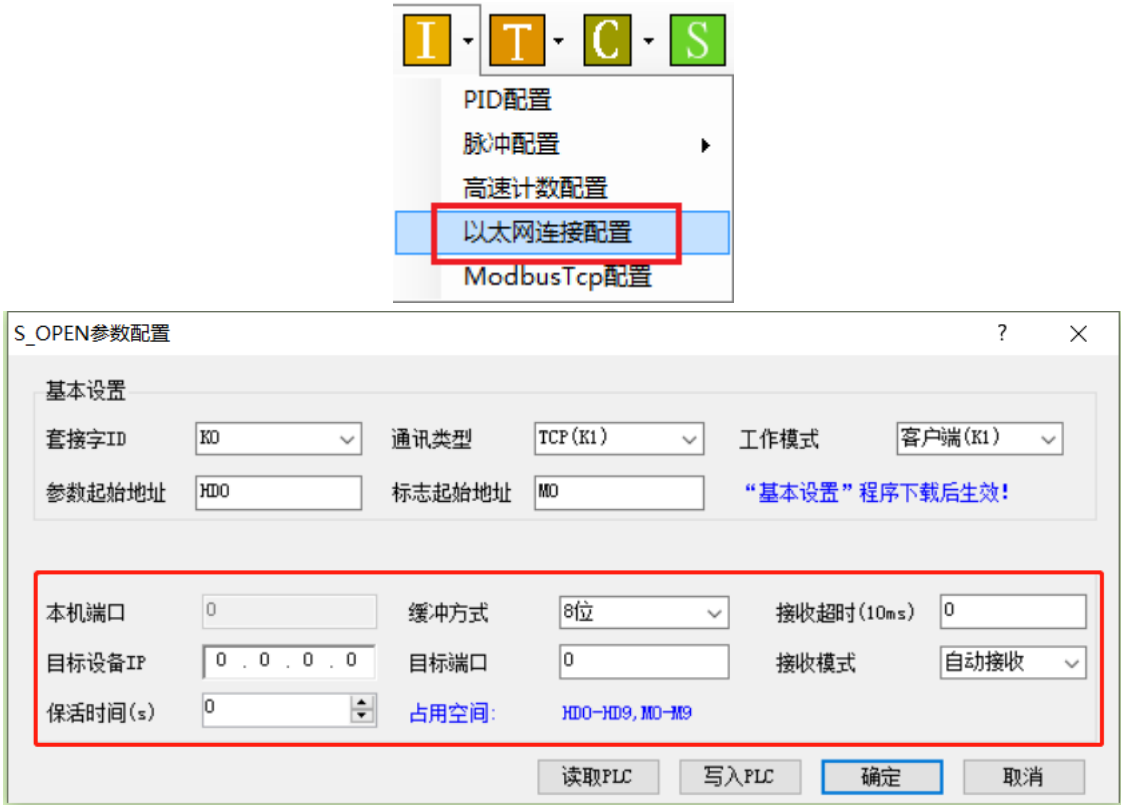 I T C S
PID配置
脉冲配置
高速计数配置
以太网连接配置
ModbusTcp配置
S_OPEN参数配置 ?
基本设置
套接字ID K0 通讯类型 TCP(K1) 工作模式 客户端(K1)
参数起始地址 HD0 标志起始地址 M0 “基本设置”程序下载后生效!
本机端口 0 缓冲方式 8位 接收超时(10ms) 0
目标设备IP 0 . 0 . 0 . 0 目标端口 0 接收模式 自动接收
保活时间(s) 0 占用空间: HD0-HD9,M0-M9
读取PLC 写入PLC 确定 取消